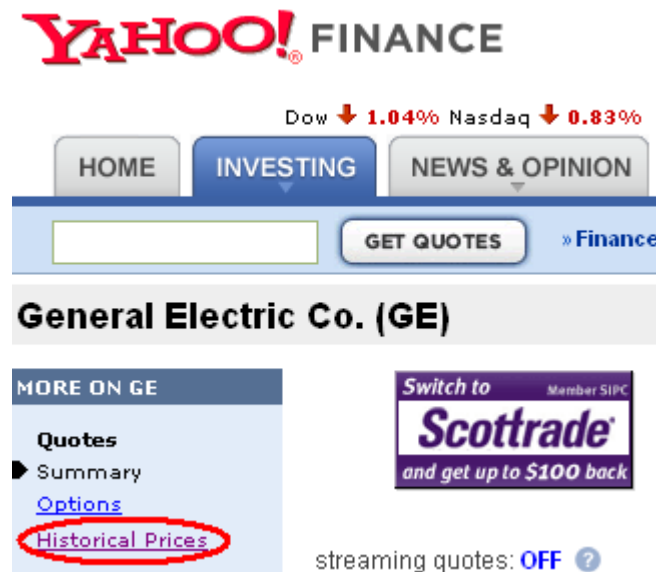 YAHOO!® FINANCE
Dow 1.04% Nasdaq 0.83%
HOME INVESTING NEWS & OPINION
GET QUOTES » Finance
General Electric Co. (GE)
MORE ON GE
Quotes
Summary
Options
Historical Prices
Switch to Member SIPC
Scottrade
and get up to $100 back
streaming quotes: OFF ?